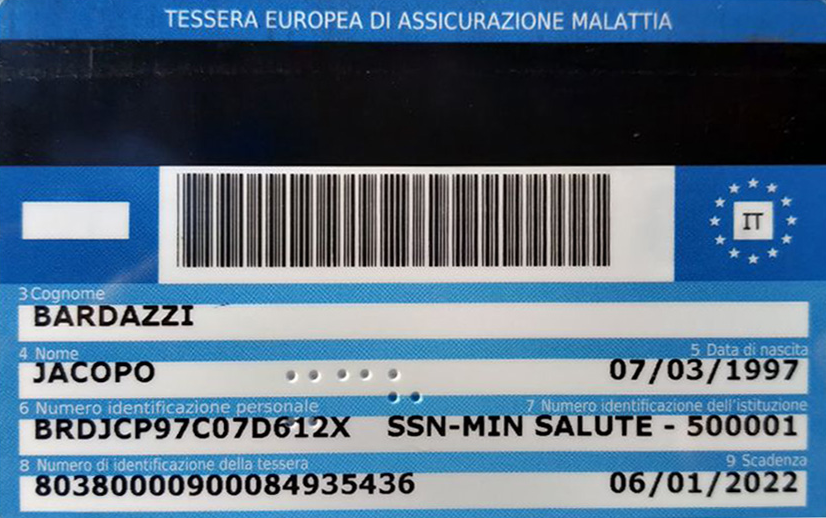 TESSERA EUROPEA DI ASSICURAZIONE MALATTIA
IT
3 Cognome
BARDAZZI
4 Nome 5 Data di nascita
JACOPO 07/03/1997
6 Numero identificazione personale 7 Numero identificazione dell'istituzione
BRDJCP97C07D612X SSN-MIN SALUTE - 500001
8 Numero di identificazione della tessera 9 Scadenza
80380000900084935436 06/01/2022